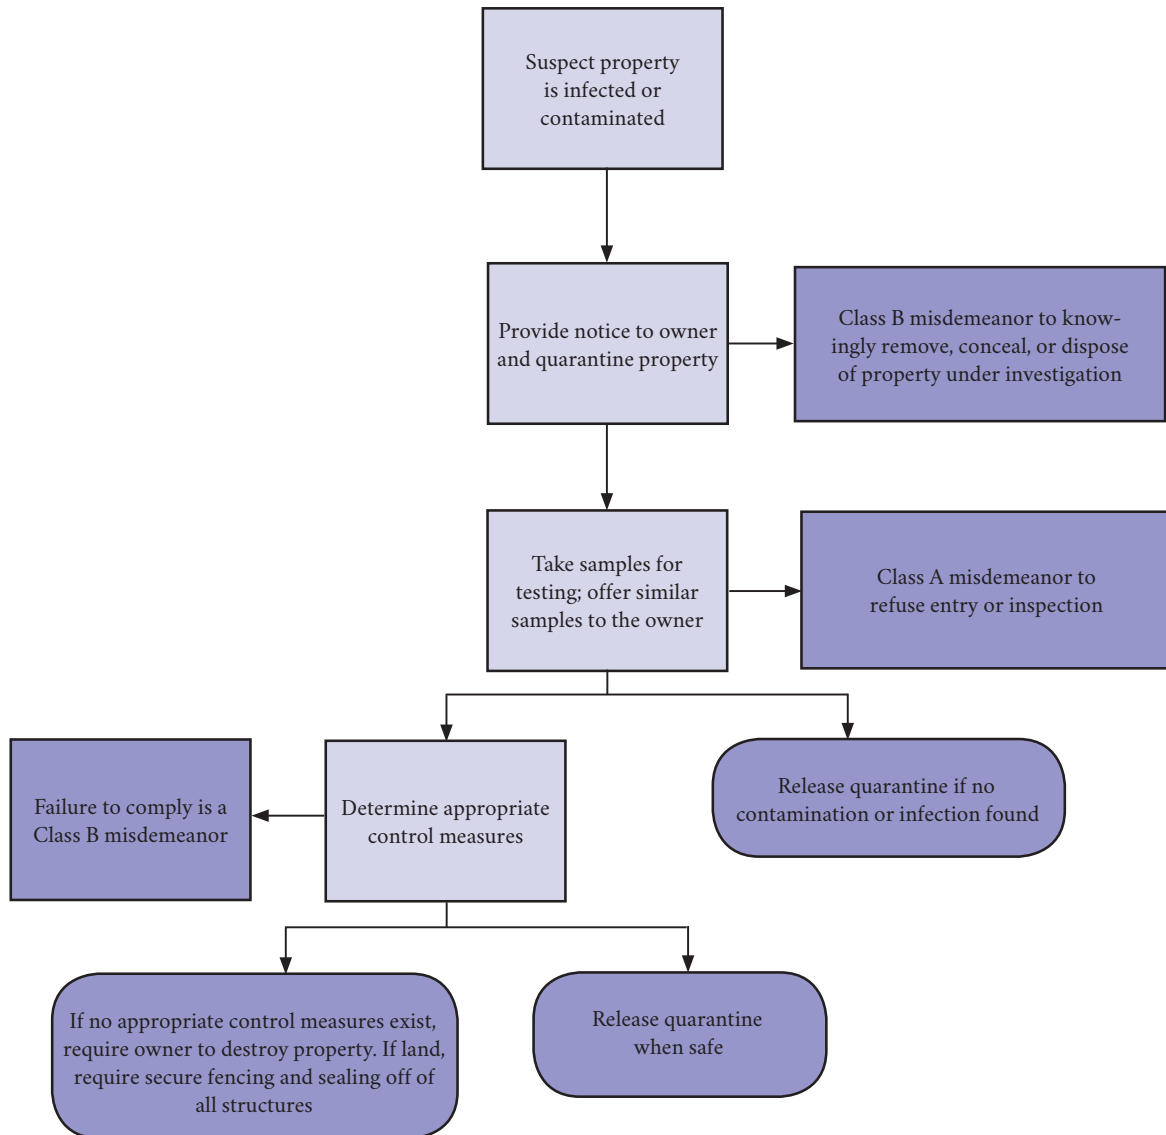 Suspect property
is infected or
contaminated
Provide notice to owner
and quarantine property
Class B misdemeanor to know-
ingly remove, conceal, or dispose
of property under investigation
Take samples for
testing; offer similar
samples to the owner
Class A misdemeanor to
refuse entry or inspection
Failure to comply is a
Class B misdemeanor
Determine appropriate
control measures
Release quarantine if no
contamination or infection found
If no appropriate control measures exist,
require owner to destroy property. If land,
require secure fencing and sealing off of
all structures
Release quarantine
when safe